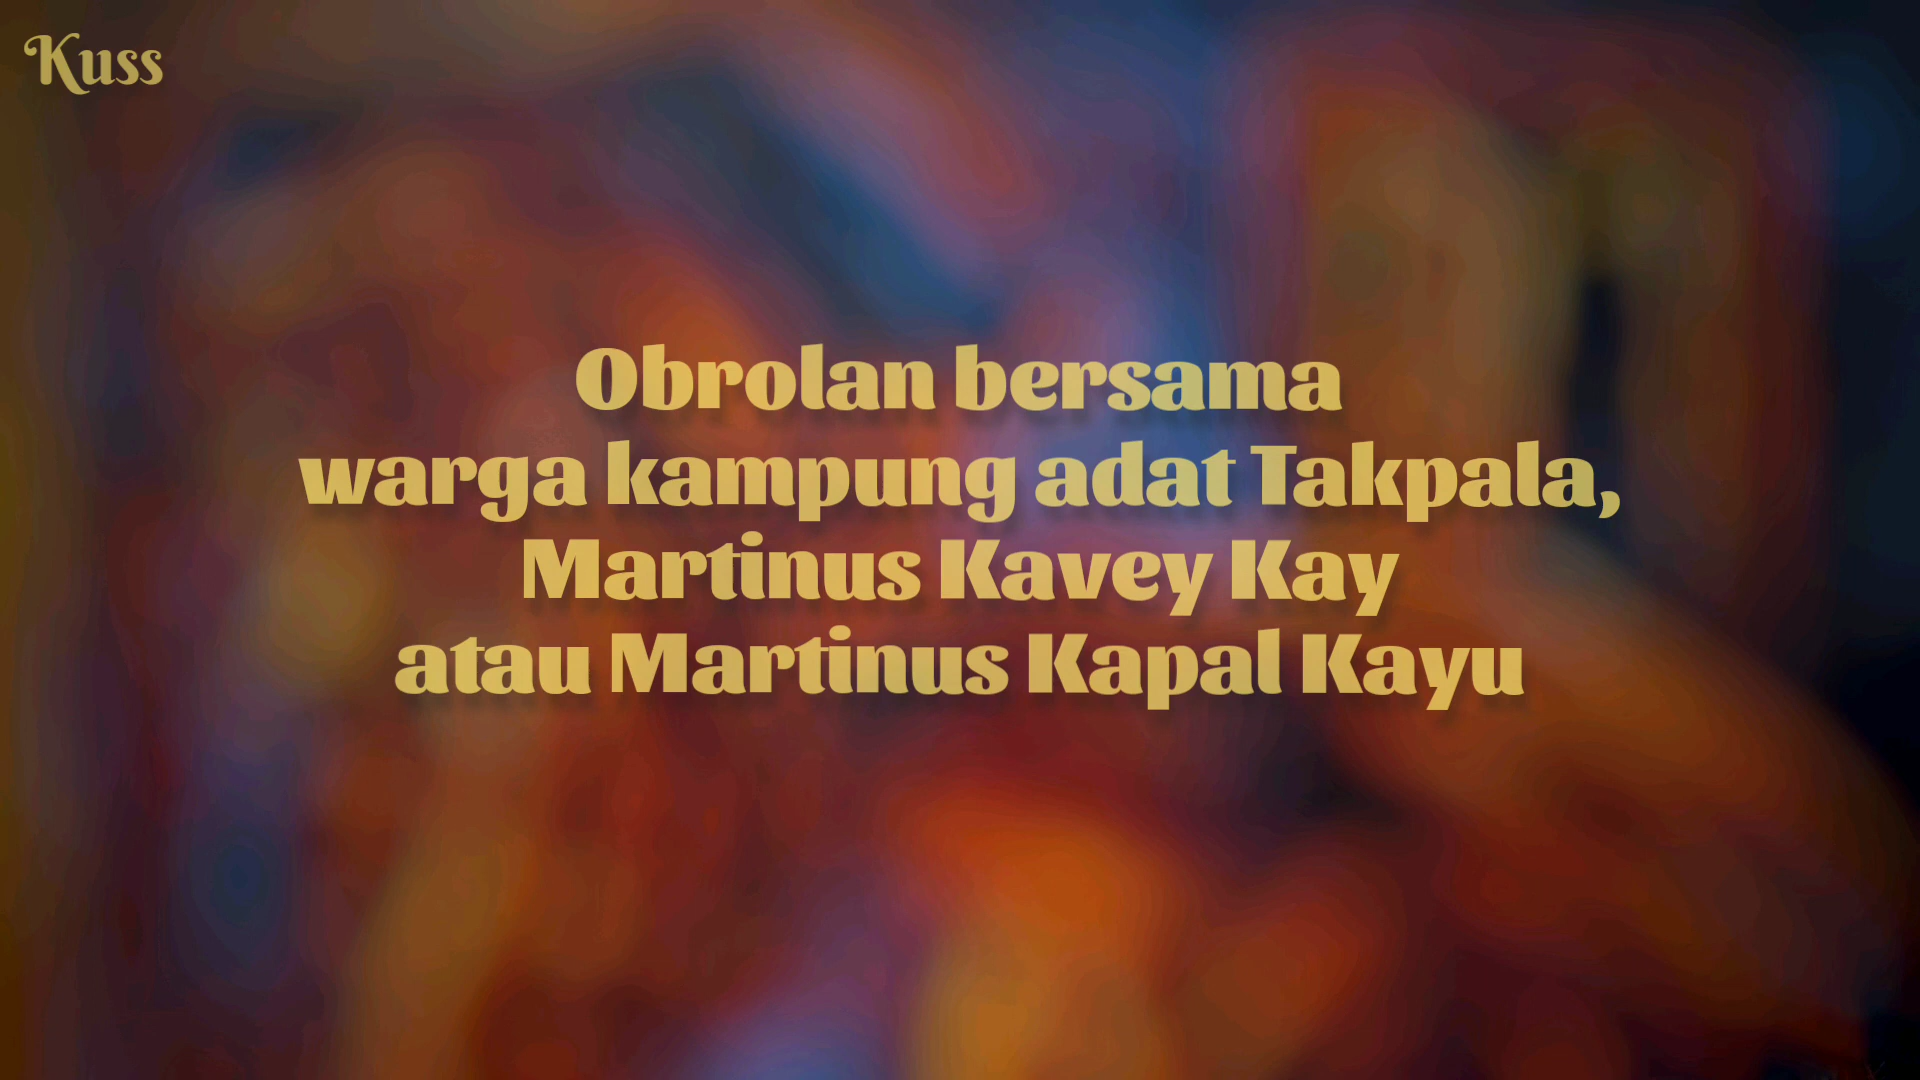 Kuss
Obrolan bersama
warga kampung adat Takpala,
Martinus Kavey Kay
atau Martinus Kapal Kayu